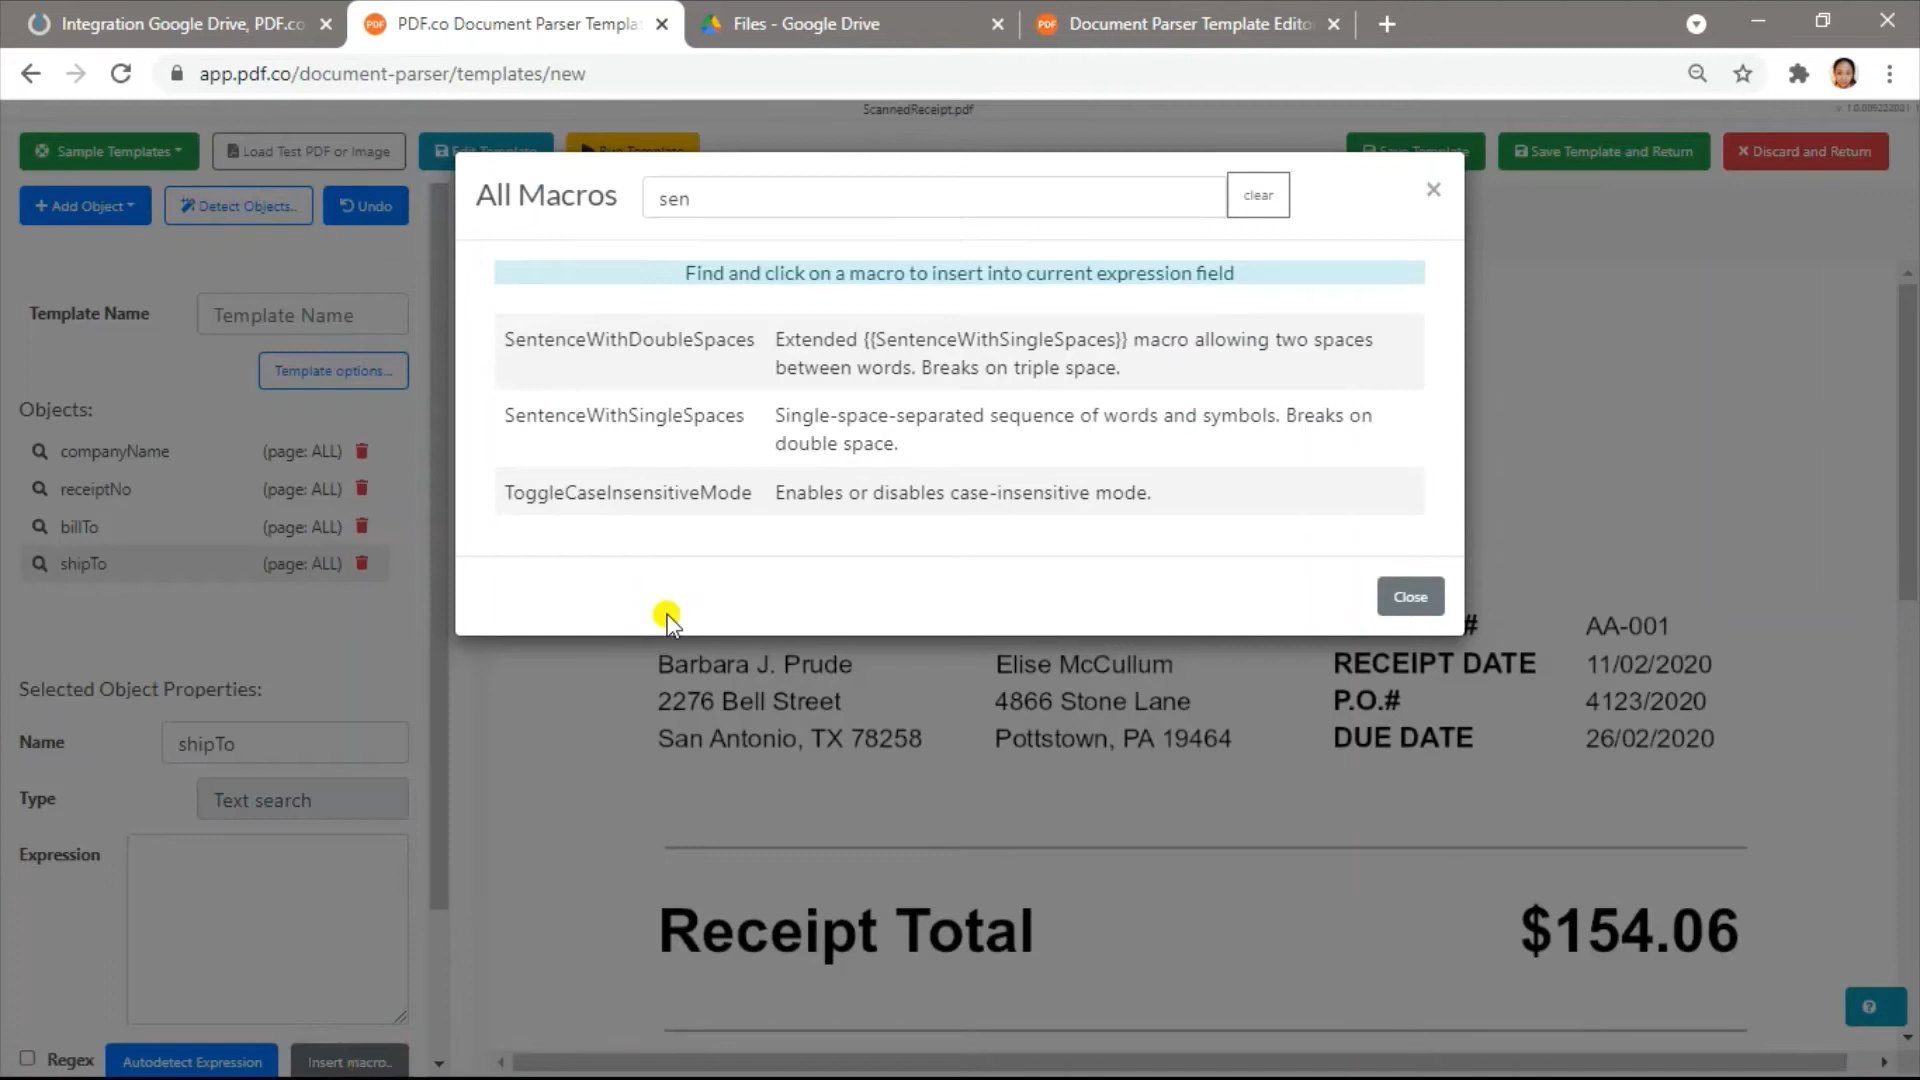 Integration Google Drive, PDF.co
PDF.co Document Parser Templa
Files - Google Drive
Document Parser Template Edito
app.pdf.co/document-parser/templates/new
ScannedReceipt.pdf
Sample Templates
Load Test PDF or Image
Edit Template
Run Template
Save Template
Save Template and Return
Discard and Return
Add Object
Detect Objects..
Undo
All Macros
sen
clear
Find and click on a macro to insert into current expression field
SentenceWithDoubleSpaces
Extended {{SentenceWithSingleSpaces}} macro allowing two spaces
between words. Breaks on triple space.
SentenceWithSingleSpaces
Single-space-separated sequence of words and symbols. Breaks on
double space.
ToggleCaseInsensitiveMode
Enables or disables case-insensitive mode.
Close
Template Name
Template Name
Template options...
Objects:
companyName (page: ALL)
receiptNo (page: ALL)
billTo (page: ALL)
shipTo (page: ALL)
Selected Object Properties:
Name
shipTo
Type
Text search
Expression
Regex
Autodetect Expression
Insert macro..
# AA-001
Barbara J. Prude Elise McCullum RECEIPT DATE 11/02/2020
2276 Bell Street 4866 Stone Lane P.O.# 4123/2020
San Antonio, TX 78258 Pottstown, PA 19464 DUE DATE 26/02/2020
Receipt Total $154.06